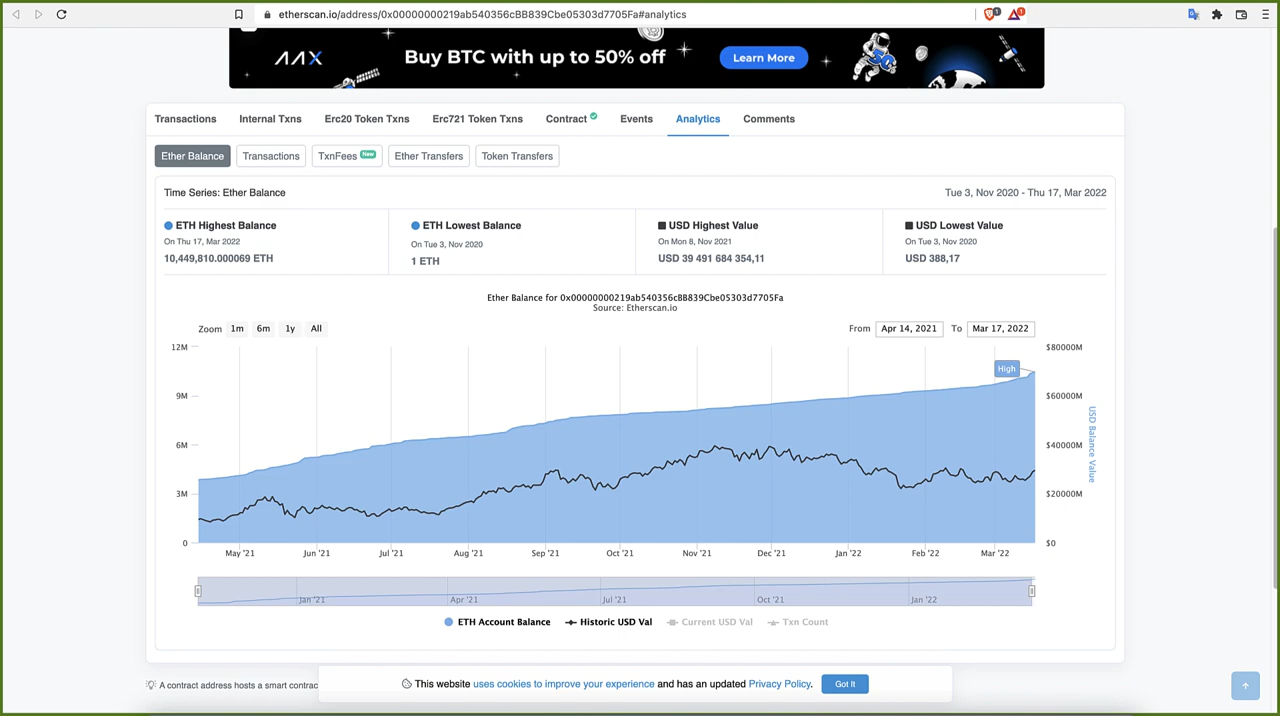 etherscan.io/address/0x00000000219ab540356cBB839Cbe05303d7705Fa#analytics
1
1
AAX
Buy BTC with up to 50% off
Learn More
50
Transactions Internal Txns Erc20 Token Txns Erc721 Token Txns Contract Events Analytics Comments
Ether Balance Transactions TxnFees New Ether Transfers Token Transfers
Time Series: Ether Balance
Tue 3, Nov 2020 - Thu 17, Mar 2022
ETH Highest Balance
On Thu 17, Mar 2022
10,449,810.000069 ETH
ETH Lowest Balance
On Tue 3, Nov 2020
1 ETH
USD Highest Value
On Mon 8, Nov 2021
USD 39 491 684 354,11
USD Lowest Value
On Tue 3, Nov 2020
USD 388,17
Ether Balance for 0x00000000219ab540356cBB839Cbe05303d7705Fa
Source: Etherscan.io
Zoom 1m 6m 1y All
From Apr 14, 2021 To Mar 17, 2022
12M
9M
6M
3M
0
High
$80000M
$60000M
$40000M
$20000M
$0
USD Balance Value
May '21 Jun '21 Jul '21 Aug '21 Sep '21 Oct '21 Nov '21 Dec '21 Jan '22 Feb '22 Mar '22
Jan '21 Apr '21 Jul '21 Oct '21 Jan '22
ETH Account Balance Historic USD Val Current USD Val Txn Count
A contract address hosts a smart contrac
This website uses cookies to improve your experience and has an updated Privacy Policy.
Got It